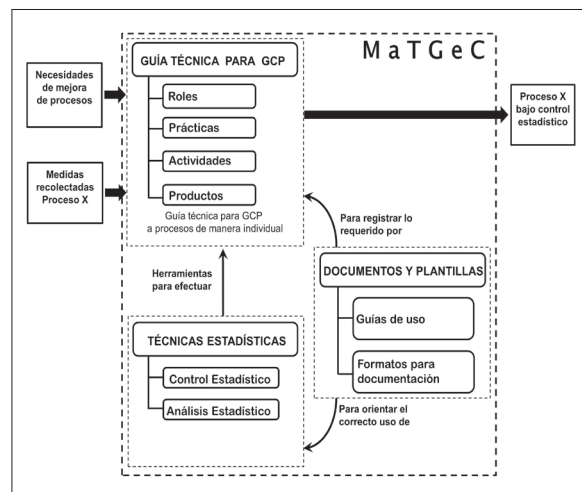 MaTGeC
Necesidades
de mejora
de procesos
GUÍA TÉCNICA PARA GCP
Roles
Prácticas
Actividades
Productos
Guía técnica para GCP
a procesos de manera individual
Proceso X
bajo control
estadístico
Medidas
recolectadas
Proceso X
Para registrar lo
requerido por
Herramientas
para efectuar
DOCUMENTOS Y PLANTILLAS
Guías de uso
Formatos para
documentación
TÉCNICAS ESTADÍSTICAS
Control Estadístico
Análisis Estadístico
Para orientar el
correcto uso de